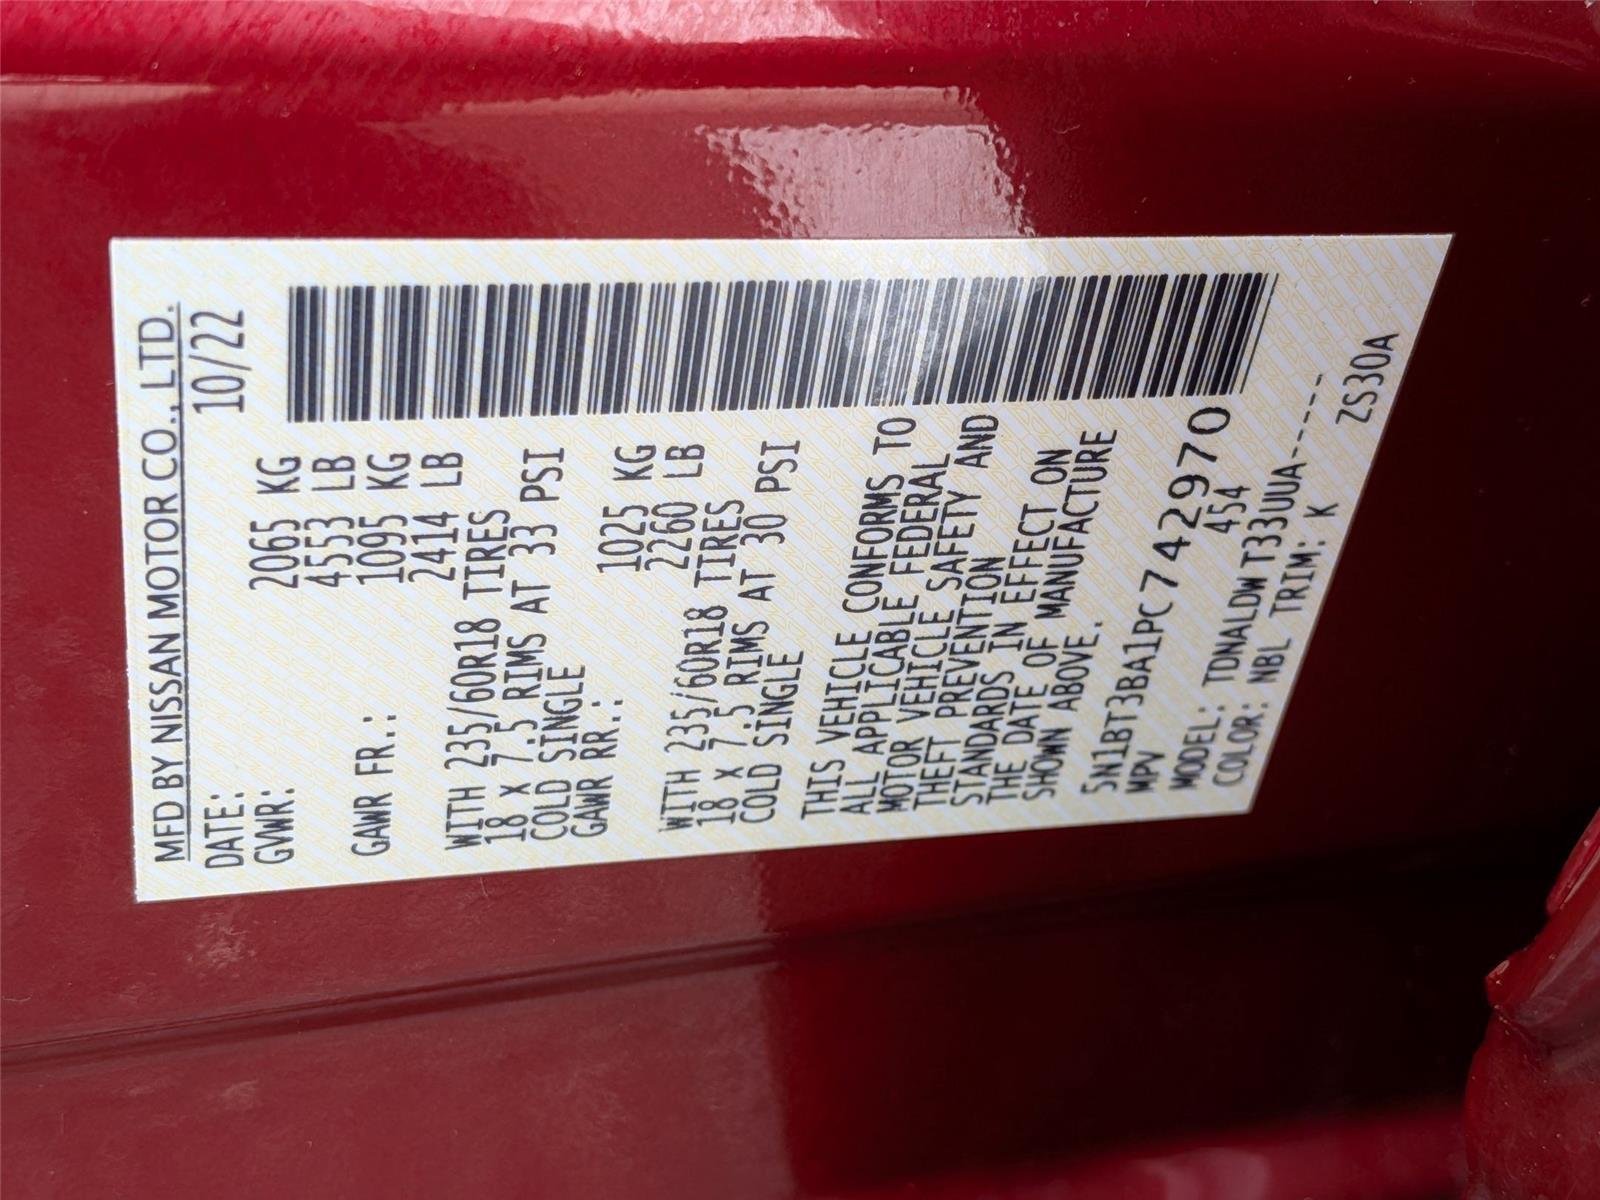 MFD BY NISSAN MOTOR CO., LTD.
DATE: 10/22
GVWR: 2065 KG
4553 LB
GAWR FR.: 1095 KG
2414 LB
WITH 235/60R18 TIRES
18 X 7.5 RIMS AT 33 PSI
COLD SINGLE
GAWR RR.: 1025 KG
2260 LB
WITH 235/60R18 TIRES
18 X 7.5 RIMS AT 30 PSI
COLD SINGLE
THIS VEHICLE CONFORMS TO
ALL APPLICABLE FEDERAL
MOTOR VEHICLE SAFETY AND
THEFT PREVENTION
STANDARDS IN EFFECT ON
THE DATE OF MANUFACTURE
SHOWN ABOVE.
5N1BT3BA1PC742970
MPV 454
MODEL: TDNALDW T33UUA-----
COLOR: NBL TRIM: K
ZS30A